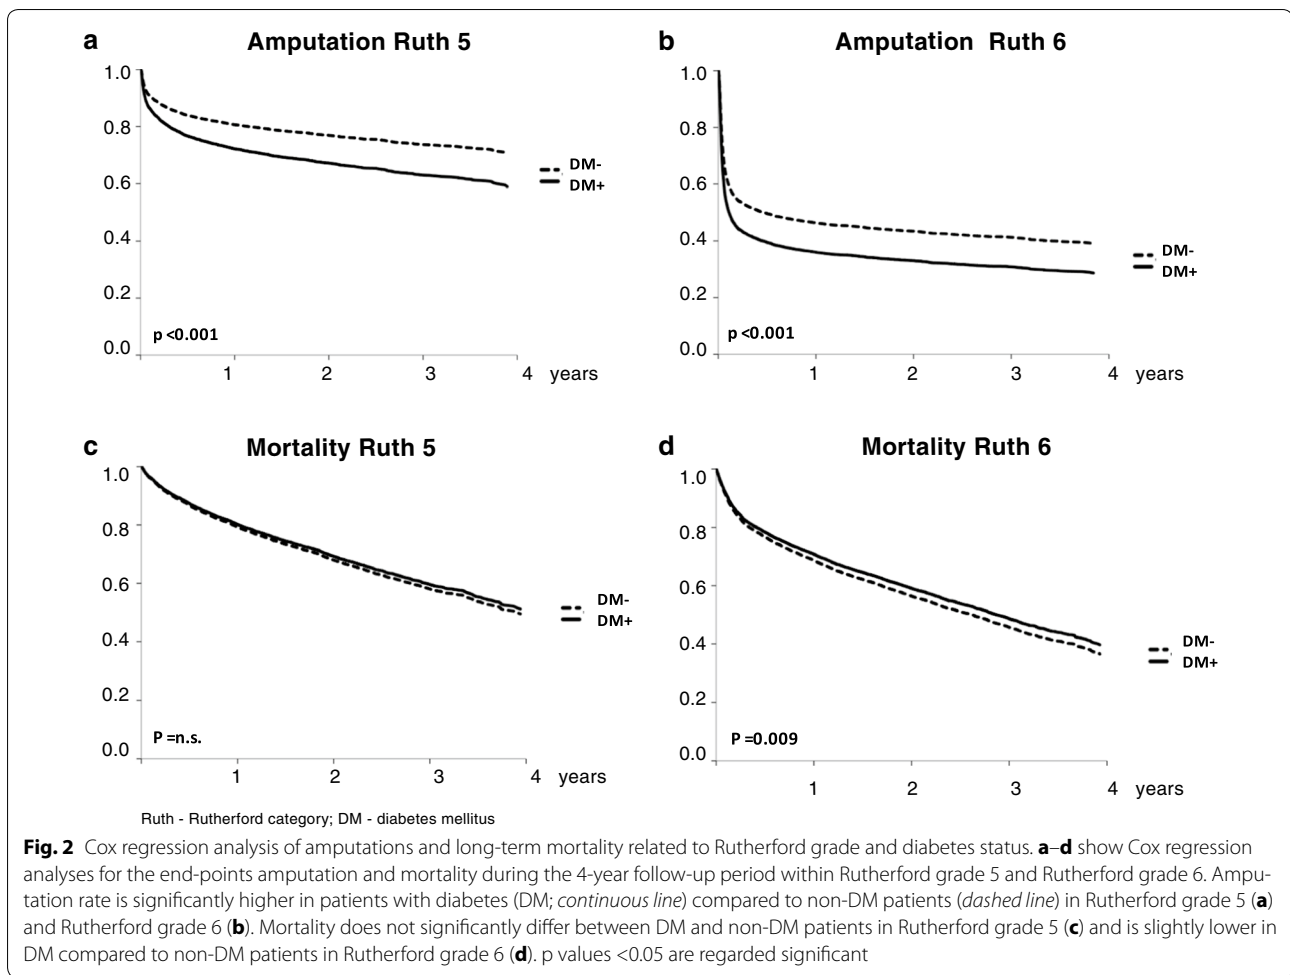 a Amputation Ruth 5
1.0
0.8
0.6
0.4
0.2
0.0
DM-
DM+
p <0.001
1 2 3 4 years
b Amputation Ruth 6
1.0
0.8
0.6
0.4
0.2
0.0
DM-
DM+
p <0.001
1 2 3 4 years
c Mortality Ruth 5
1.0
0.8
0.6
0.4
0.2
0.0
DM-
DM+
P =n.s.
1 2 3 4 years
d Mortality Ruth 6
1.0
0.8
0.6
0.4
0.2
0.0
DM-
DM+
P =0.009
1 2 3 4 years
Ruth - Rutherford category; DM - diabetes mellitus
Fig. 2 Cox regression analysis of amputations and long-term mortality related to Rutherford grade and diabetes status. a–d show Cox regression
analyses for the end-points amputation and mortality during the 4-year follow-up period within Rutherford grade 5 and Rutherford grade 6. Ampu-
tation rate is significantly higher in patients with diabetes (DM; continuous line) compared to non-DM patients (dashed line) in Rutherford grade 5 (a)
and Rutherford grade 6 (b). Mortality does not significantly differ between DM and non-DM patients in Rutherford grade 5 (c) and is slightly lower in
DM compared to non-DM patients in Rutherford grade 6 (d). p values <0.05 are regarded significant